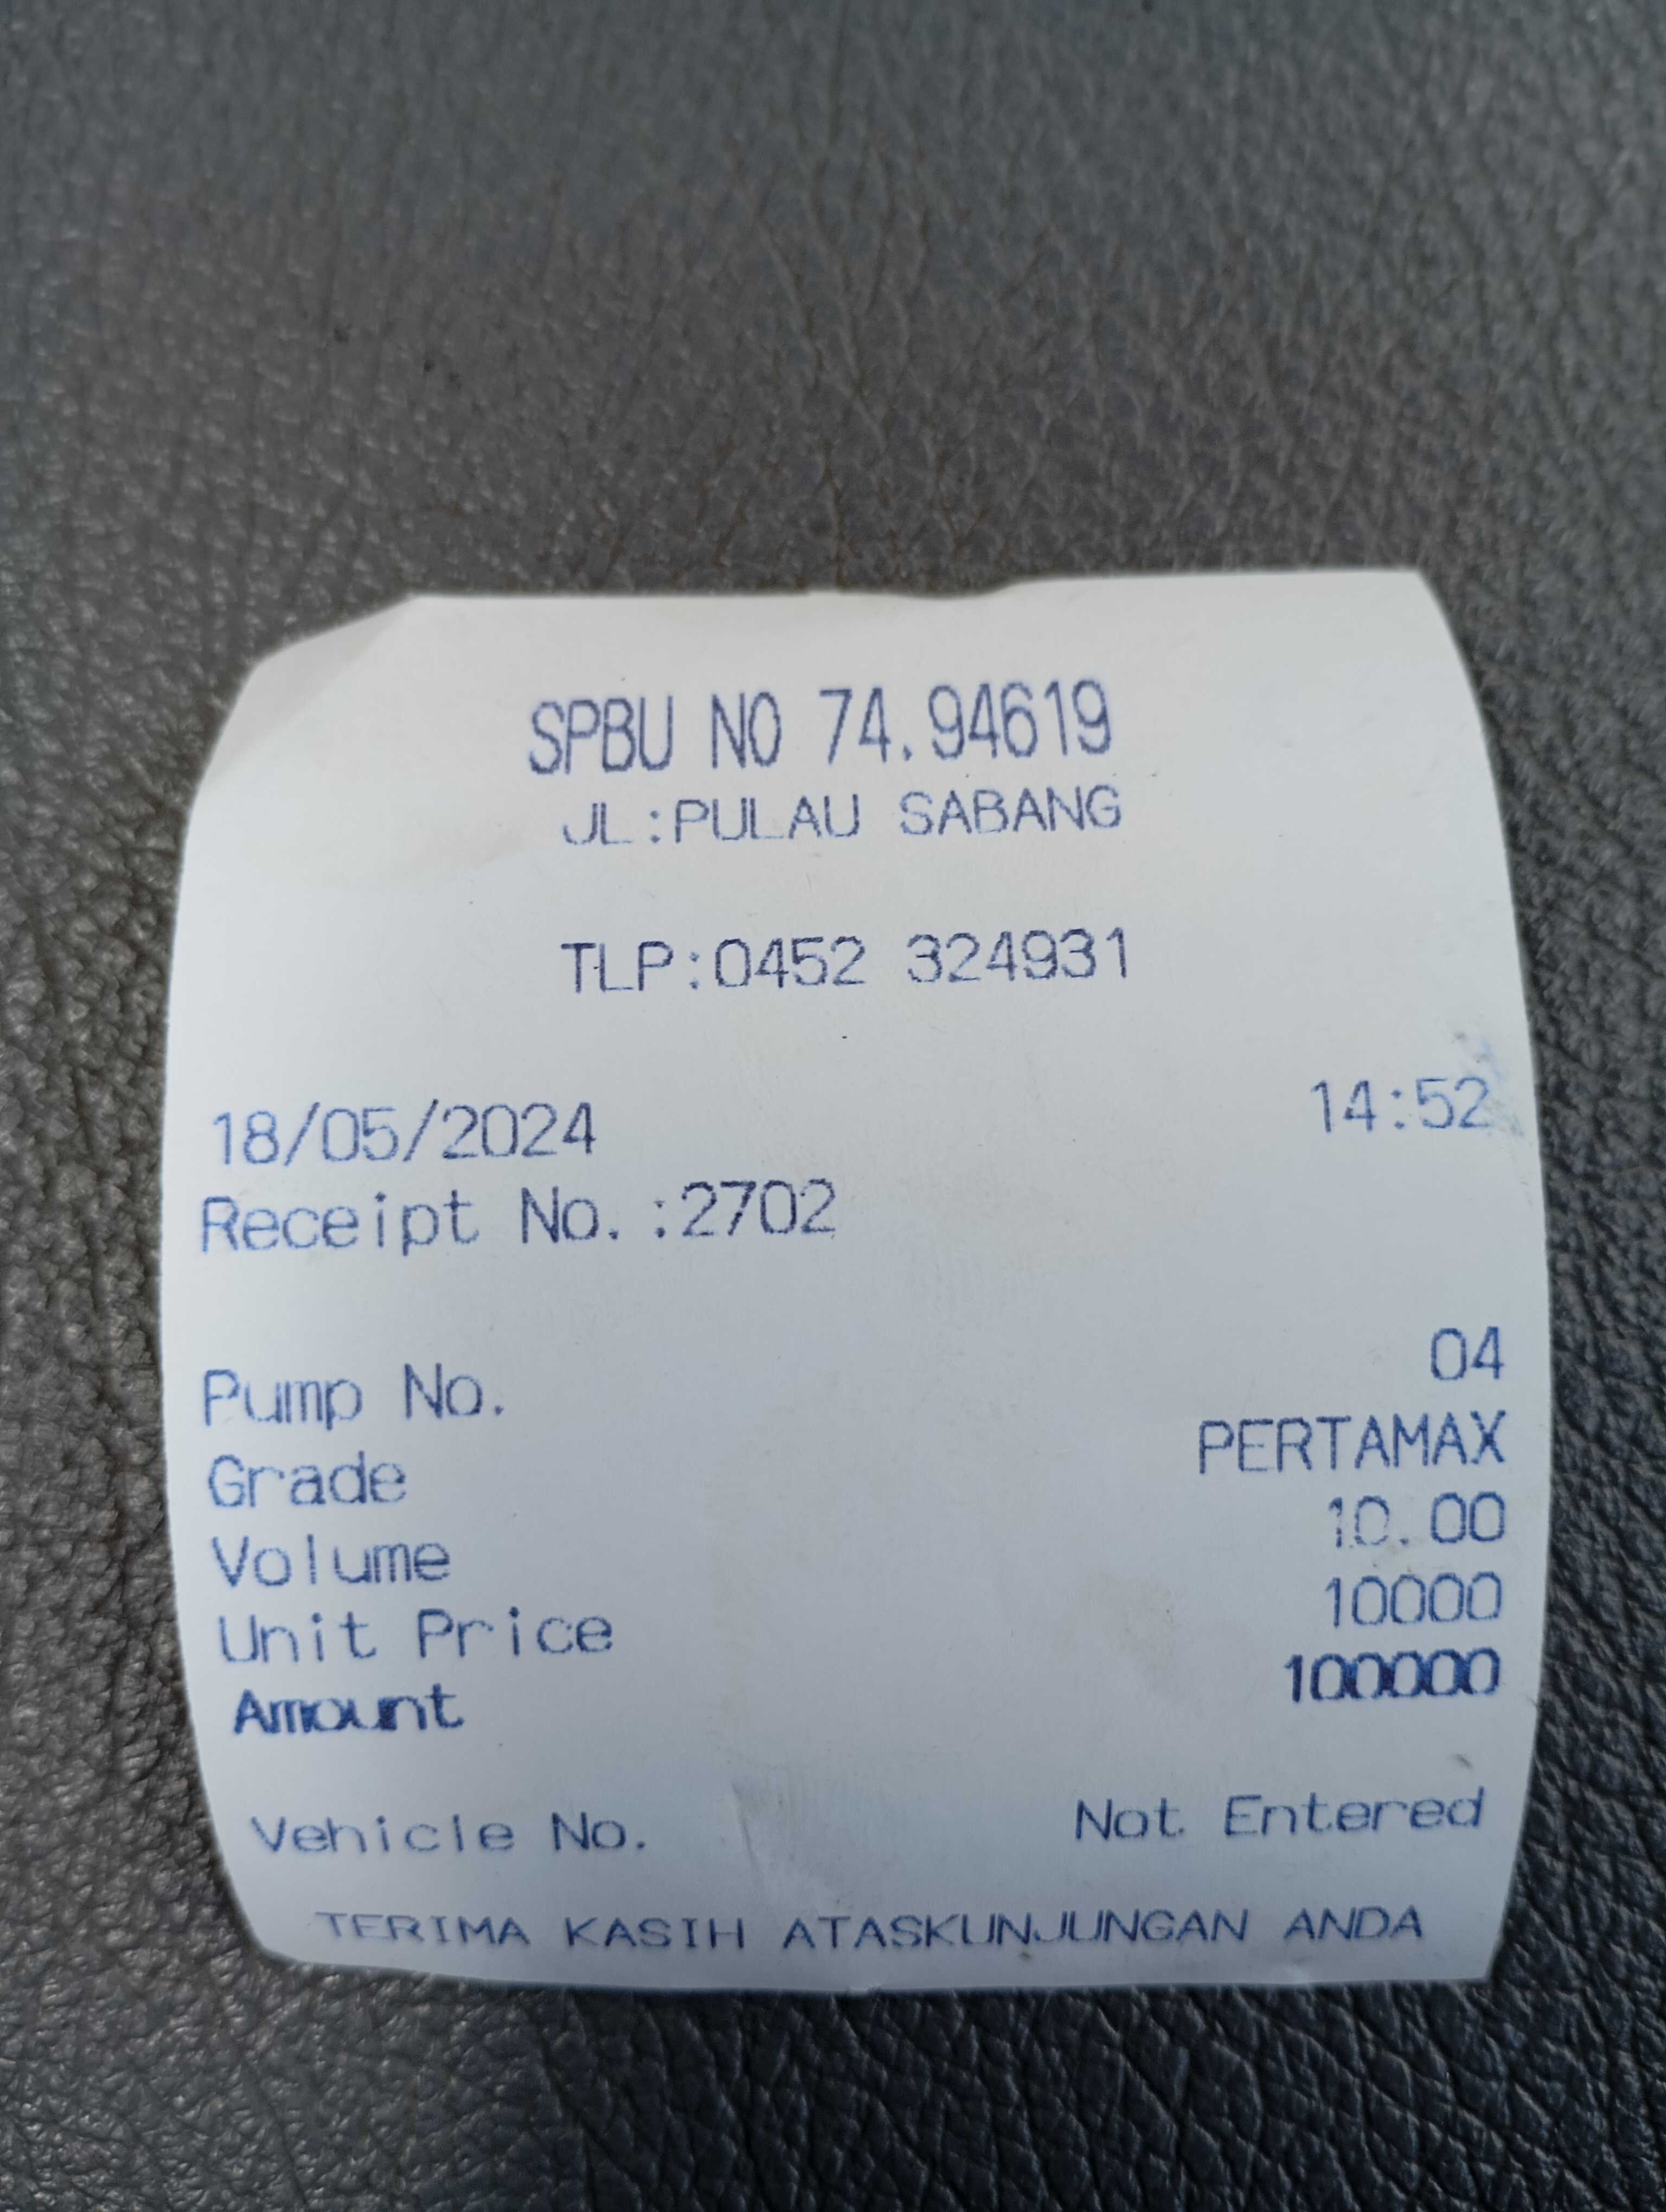 SPBU NO 74.94619
JL:PULAU SABANG
TLP:0452 324931
18/05/2024 14:52
Receipt No.:2702
Pump No. 04
Grade PERTAMAX
Volume 10.00
Unit Price 10000
Amount 100000
Vehicle No. Not Entered
TERIMA KASIH ATASKUNJUNGAN ANDA